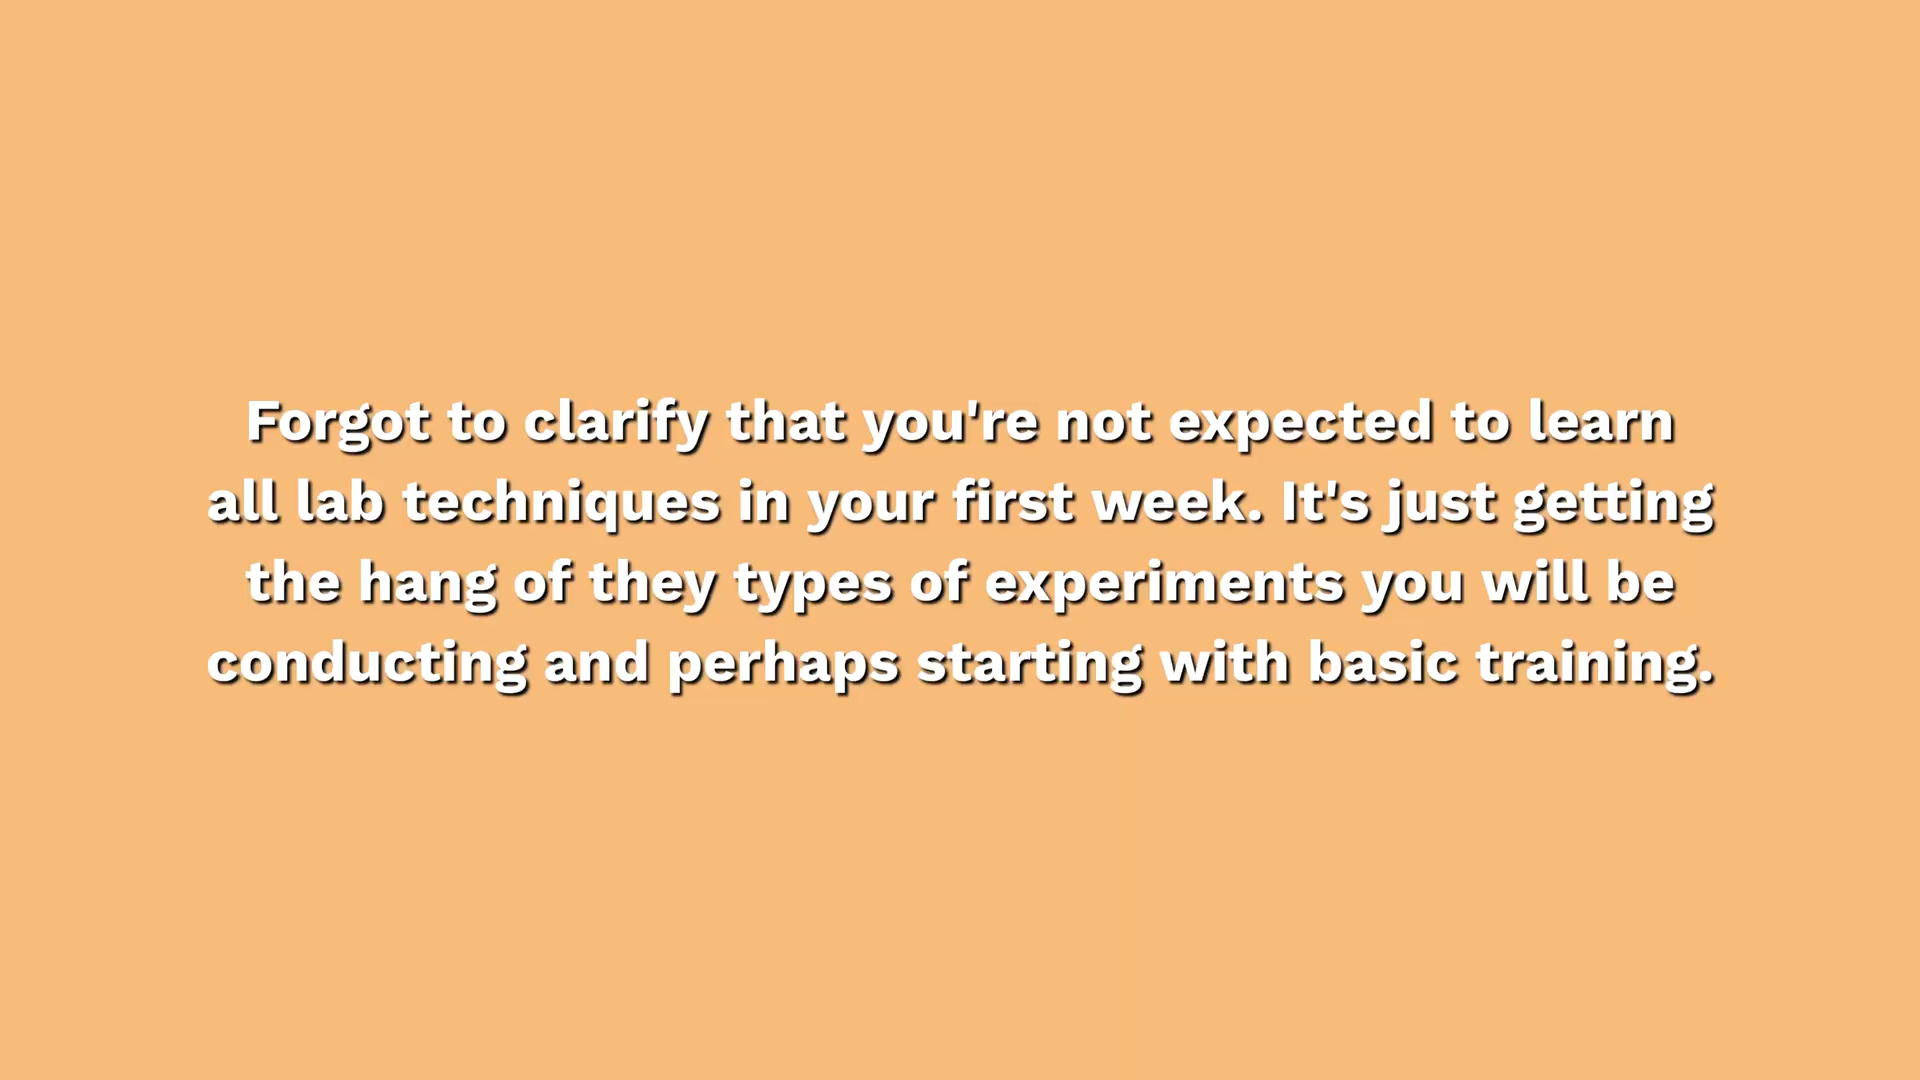 Forgot to clarify that you're not expected to learn
all lab techniques in your first week. It's just getting
the hang of they types of experiments you will be
conducting and perhaps starting with basic training.